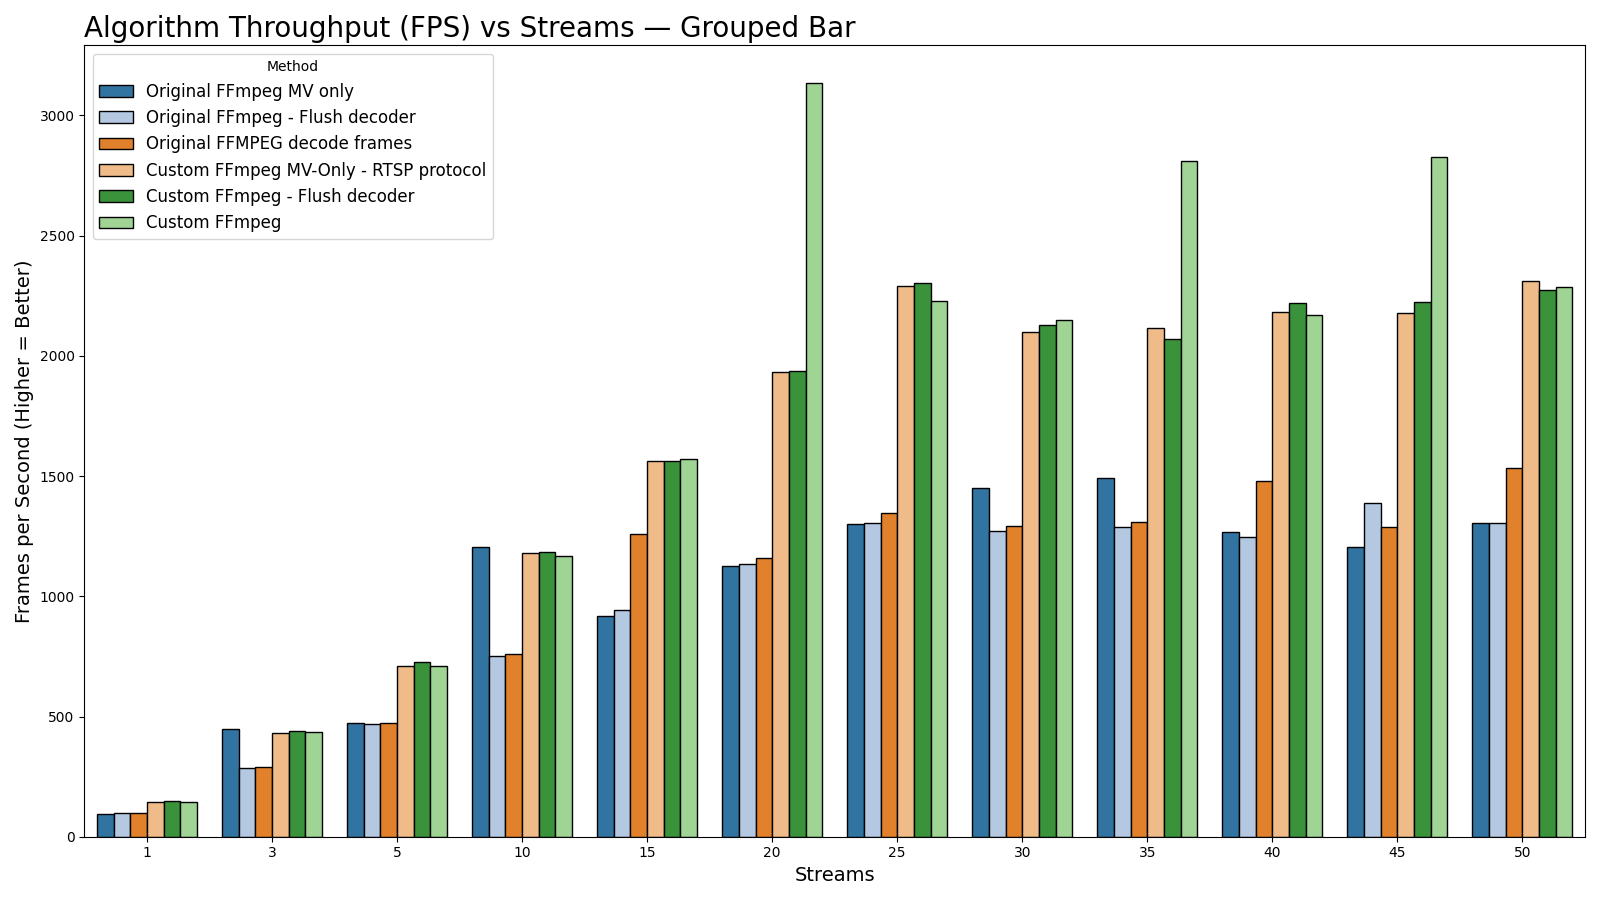 Algorithm Throughput (FPS) vs Streams — Grouped Bar
Method
Original FFmpeg MV only
Original FFmpeg - Flush decoder
Original FFMPEG decode frames
Custom FFmpeg MV-Only - RTSP protocol
Custom FFmpeg - Flush decoder
Custom FFmpeg
Frames per Second (Higher = Better)
3000
2500
2000
1500
1000
500
0
1 3 5 10 15 20 25 30 35 40 45 50
Streams